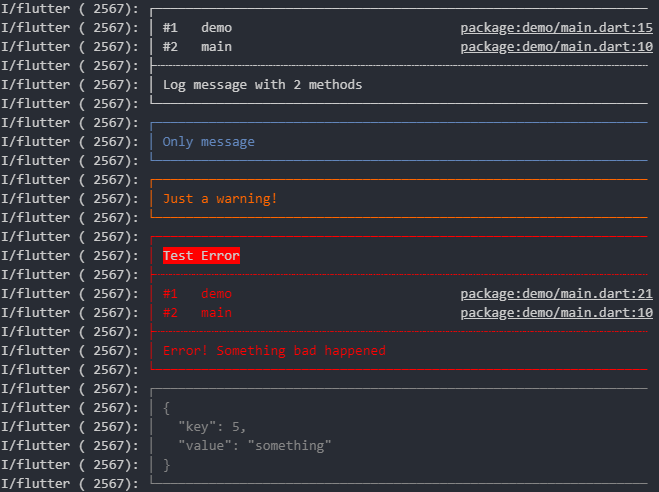 I/flutter ( 2567): ┌──────────────────────────────
I/flutter ( 2567): │ #1   demo                              package:demo/main.dart:15
I/flutter ( 2567): │ #2   main                              package:demo/main.dart:10
I/flutter ( 2567): ├┄┄┄┄┄┄┄┄┄┄┄┄┄┄┄┄┄┄┄┄┄┄┄┄┄┄┄┄┄┄
I/flutter ( 2567): │ Log message with 2 methods
I/flutter ( 2567): └──────────────────────────────
I/flutter ( 2567): ┌──────────────────────────────
I/flutter ( 2567): │ Only message
I/flutter ( 2567): └──────────────────────────────
I/flutter ( 2567): ┌──────────────────────────────
I/flutter ( 2567): │ Just a warning!
I/flutter ( 2567): └──────────────────────────────
I/flutter ( 2567): ┌──────────────────────────────
I/flutter ( 2567): │ Test Error
I/flutter ( 2567): ├┄┄┄┄┄┄┄┄┄┄┄┄┄┄┄┄┄┄┄┄┄┄┄┄┄┄┄┄┄┄
I/flutter ( 2567): │ #1   demo                              package:demo/main.dart:21
I/flutter ( 2567): │ #2   main                              package:demo/main.dart:10
I/flutter ( 2567): ├┄┄┄┄┄┄┄┄┄┄┄┄┄┄┄┄┄┄┄┄┄┄┄┄┄┄┄┄┄┄
I/flutter ( 2567): │ Error! Something bad happened
I/flutter ( 2567): └──────────────────────────────
I/flutter ( 2567): ┌──────────────────────────────
I/flutter ( 2567): │ {
I/flutter ( 2567): │   "key": 5,
I/flutter ( 2567): │   "value": "something"
I/flutter ( 2567): │ }
I/flutter ( 2567): └──────────────────────────────